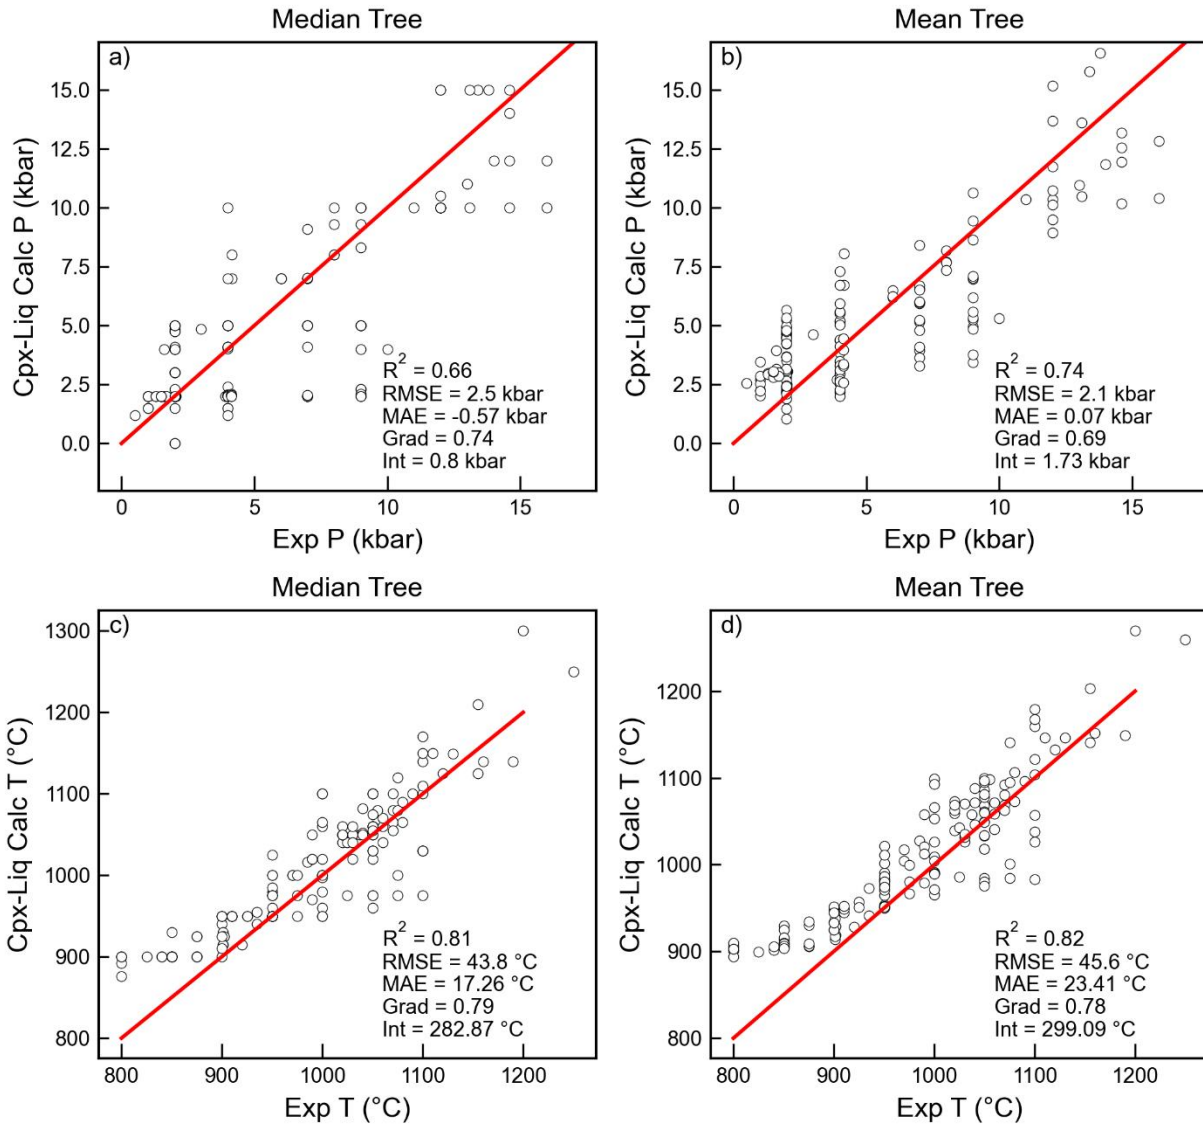 Median Tree
a)
15.0
12.5
10.0
7.5
5.0
2.5
0.0
Cpx-Liq Calc P (kbar)
R² = 0.66
RMSE = 2.5 kbar
MAE = -0.57 kbar
Grad = 0.74
Int = 0.8 kbar
0 5 10 15
Exp P (kbar)
Mean Tree
b)
15.0
12.5
10.0
7.5
5.0
2.5
0.0
Cpx-Liq Calc P (kbar)
R² = 0.74
RMSE = 2.1 kbar
MAE = 0.07 kbar
Grad = 0.69
Int = 1.73 kbar
0 5 10 15
Exp P (kbar)
Median Tree
c)
1300
1200
1100
1000
900
800
Cpx-Liq Calc T (°C)
R² = 0.81
RMSE = 43.8 °C
MAE = 17.26 °C
Grad = 0.79
Int = 282.87 °C
800 900 1000 1100 1200
Exp T (°C)
Mean Tree
d)
1200
1100
1000
900
800
Cpx-Liq Calc T (°C)
R² = 0.82
RMSE = 45.6 °C
MAE = 23.41 °C
Grad = 0.78
Int = 299.09 °C
800 900 1000 1100 1200
Exp T (°C)